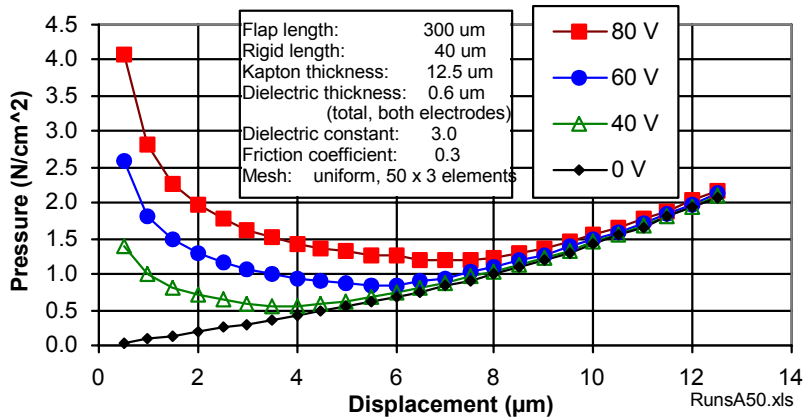 Flap length: 300 um
Rigid length: 40 um
Kapton thickness: 12.5 um
Dielectric thickness: 0.6 um
(total, both electrodes)
Dielectric constant: 3.0
Friction coefficient: 0.3
Mesh: uniform, 50 x 3 elements
80 V
60 V
40 V
0 V
Pressure (N/cm^2)
4.5
4.0
3.5
3.0
2.5
2.0
1.5
1.0
0.5
0.0
0 2 4 6 8 10 12 14
Displacement (µm)
RunsA50.xls